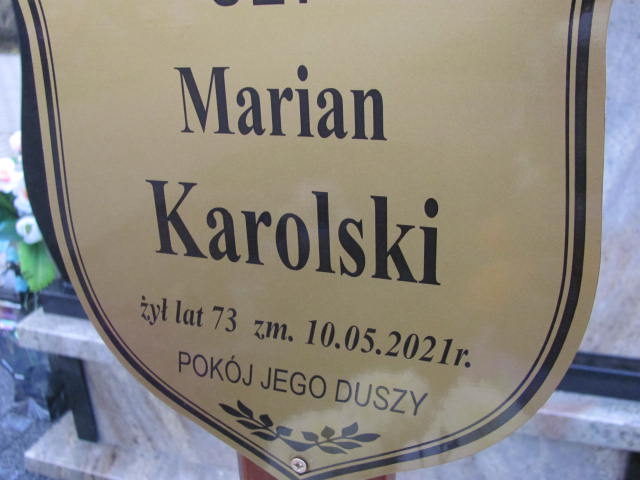 Marian
Karolski
żył lat 73 zm. 10.05.2021r.
POKÓJ JEGO DUSZY